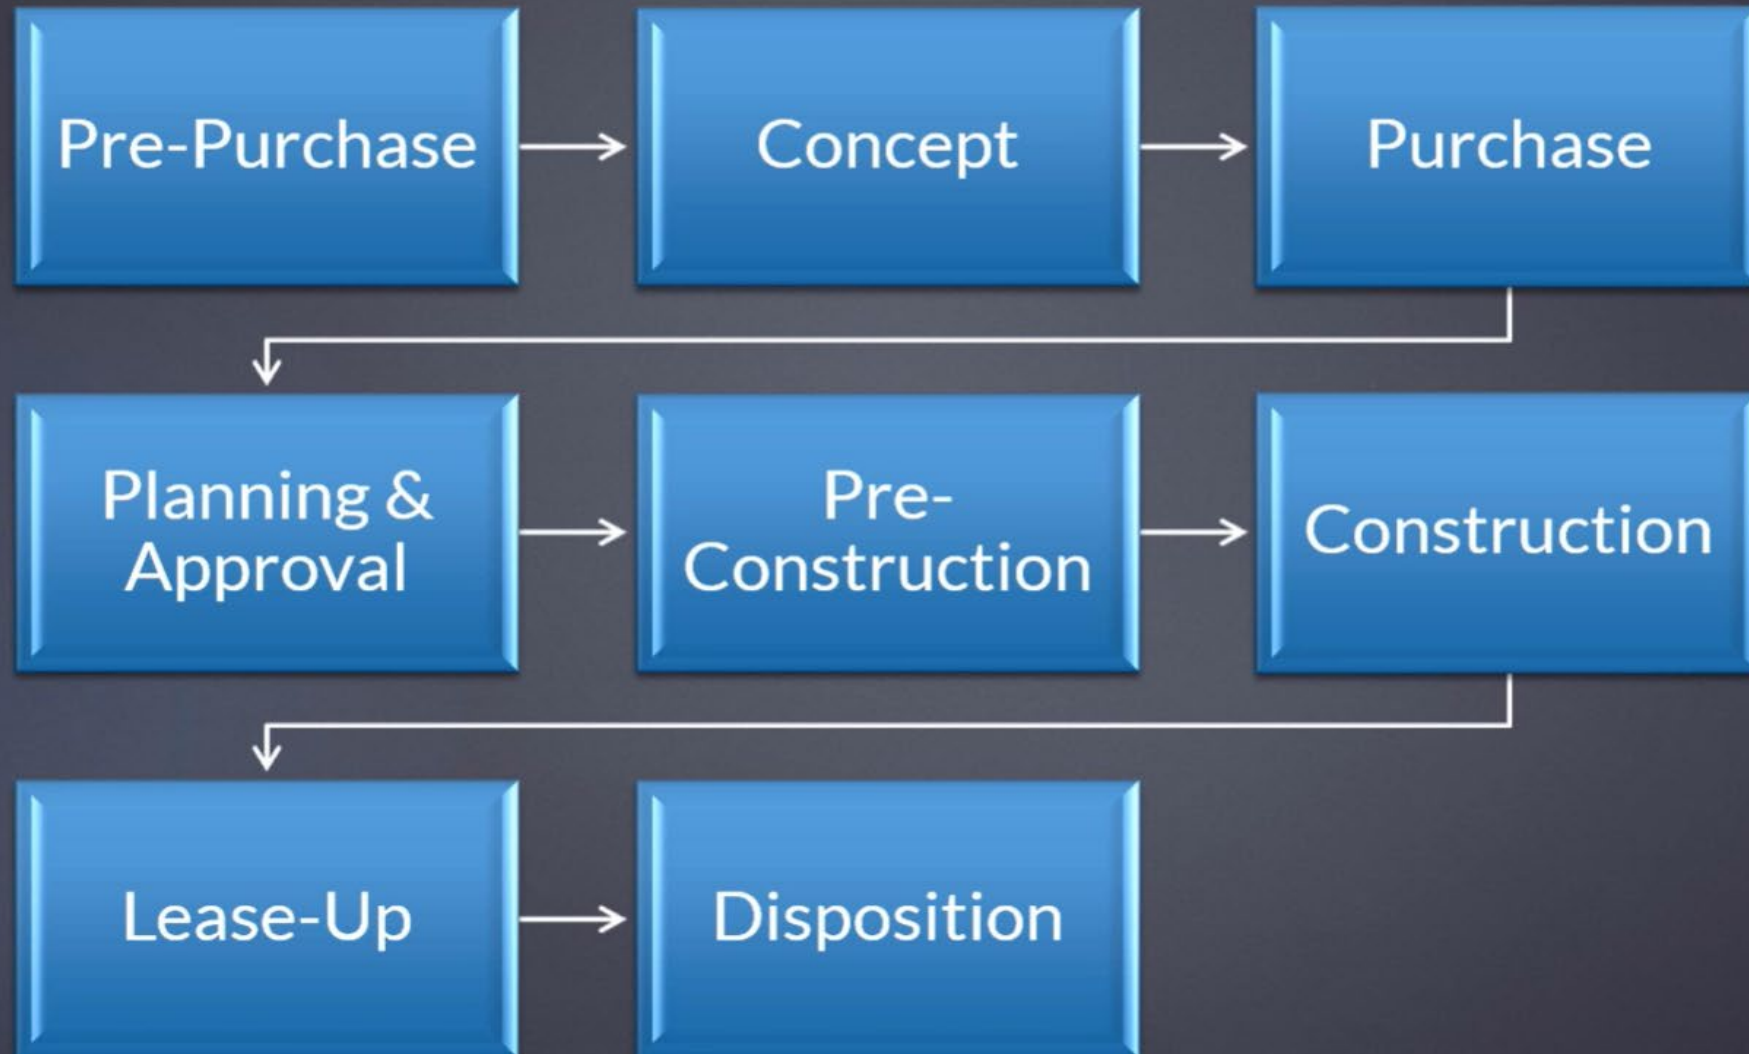 Pre-Purchase
Concept
Purchase
Planning &
Approval
Pre-
Construction
Construction
Lease-Up
Disposition